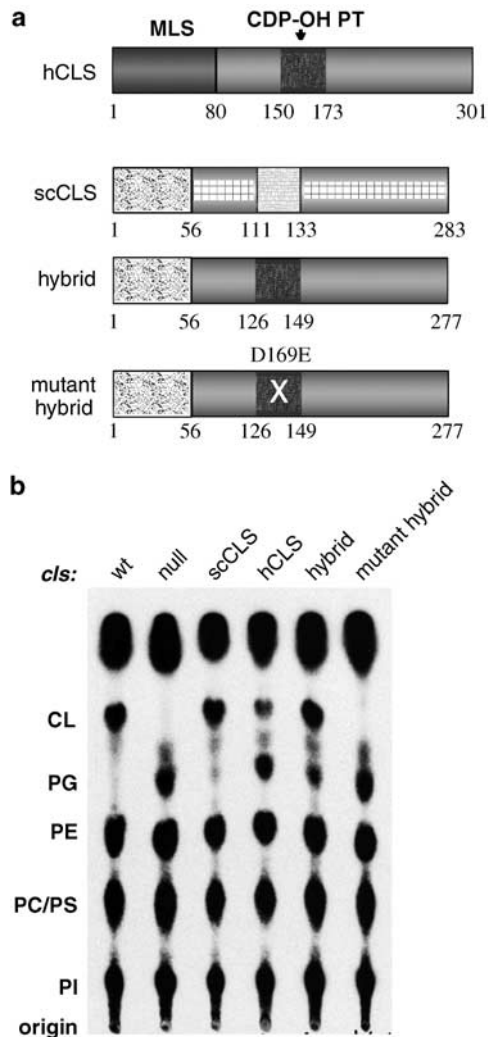 a
MLS CDP-OH PT
hCLS
1 80 150 173 301
scCLS
1 56 111 133 283
hybrid
1 56 126 149 277
D169E
mutant
hybrid
X
1 56 126 149 277
b
cls: wt null scCLS hCLS hybrid mutant hybrid
CL
PG
PE
PC/PS
PI
origin